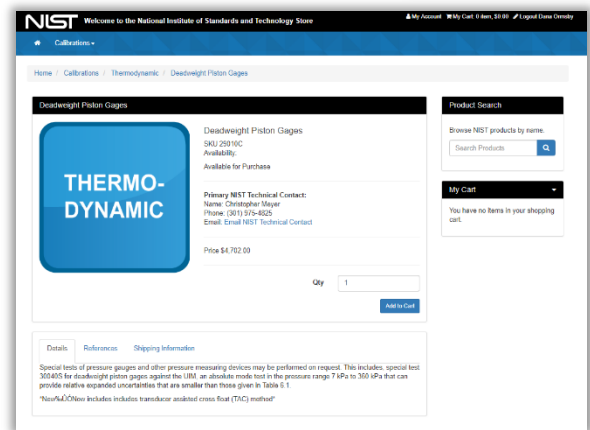 NIST Welcome to the National Institute of Standards and Technology Store
My Account My Cart: 0 item, $0.00 Logout Dana Ormsby
Calibrations
Home / Calibrations / Thermodynamic / Deadweight Piston Gages
Deadweight Piston Gages
THERMO-
DYNAMIC
Deadweight Piston Gages
SKU 25010C
Availability:
Available for Purchase
Primary NIST Technical Contact:
Name: Christopher Meyer
Phone: (301) 975-4825
Email: Email NIST Technical Contact
Price $4,702.00
Qty 1
Add to Cart
Product Search
Browse NIST products by name.
Search Products
My Cart
You have no items in your shopping
cart.
Details References Shipping Information
Special tests of pressure gauges and other pressure measuring devices may be performed on request. This includes, special test
30040S for deadweight piston gages against the UIM, an absolute mode test in the pressure range 7 kPa to 360 kPa that can
provide relative expanded uncertainties that are smaller than those given in Table 6.1.
includes includes transducer assisted cross float (TAC) method"